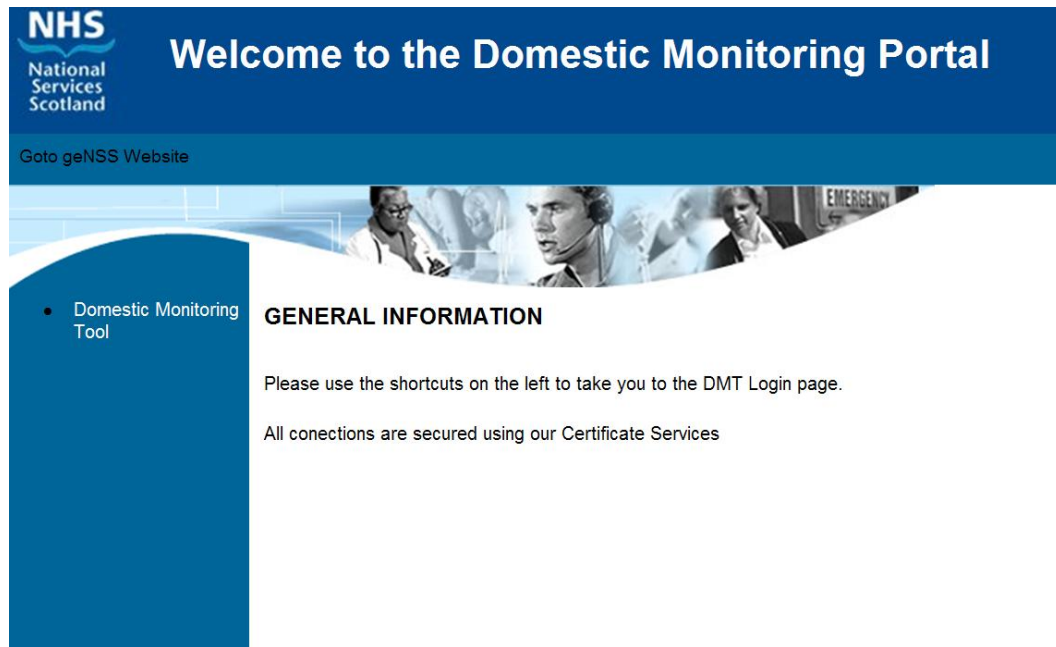 NHS
National
Services
Scotland
Welcome to the Domestic Monitoring Portal
Goto geNSS Website
EMERGENCY
Domestic Monitoring
Tool
GENERAL INFORMATION
Please use the shortcuts on the left to take you to the DMT Login page.
All conections are secured using our Certificate Services